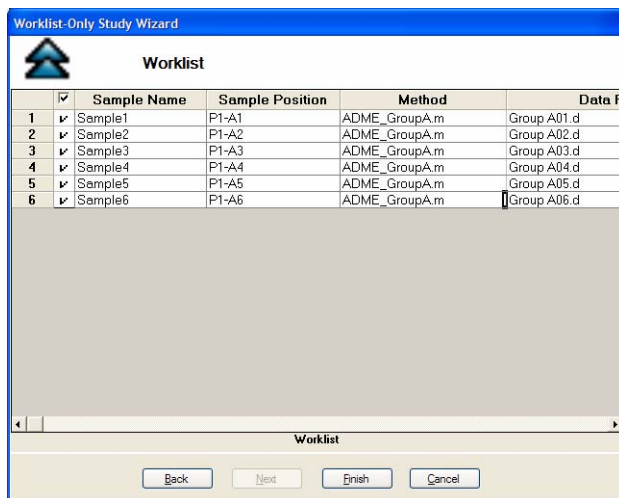 Worklist-Only Study Wizard
Worklist
Sample Name Sample Position Method Data F
1 Sample1 P1-A1 ADME_GroupA.m Group A01.d
2 Sample2 P1-A2 ADME_GroupA.m Group A02.d
3 Sample3 P1-A3 ADME_GroupA.m Group A03.d
4 Sample4 P1-A4 ADME_GroupA.m Group A04.d
5 Sample5 P1-A5 ADME_GroupA.m Group A05.d
6 Sample6 P1-A6 ADME_GroupA.m Group A06.d
Worklist
Back Next Finish Cancel